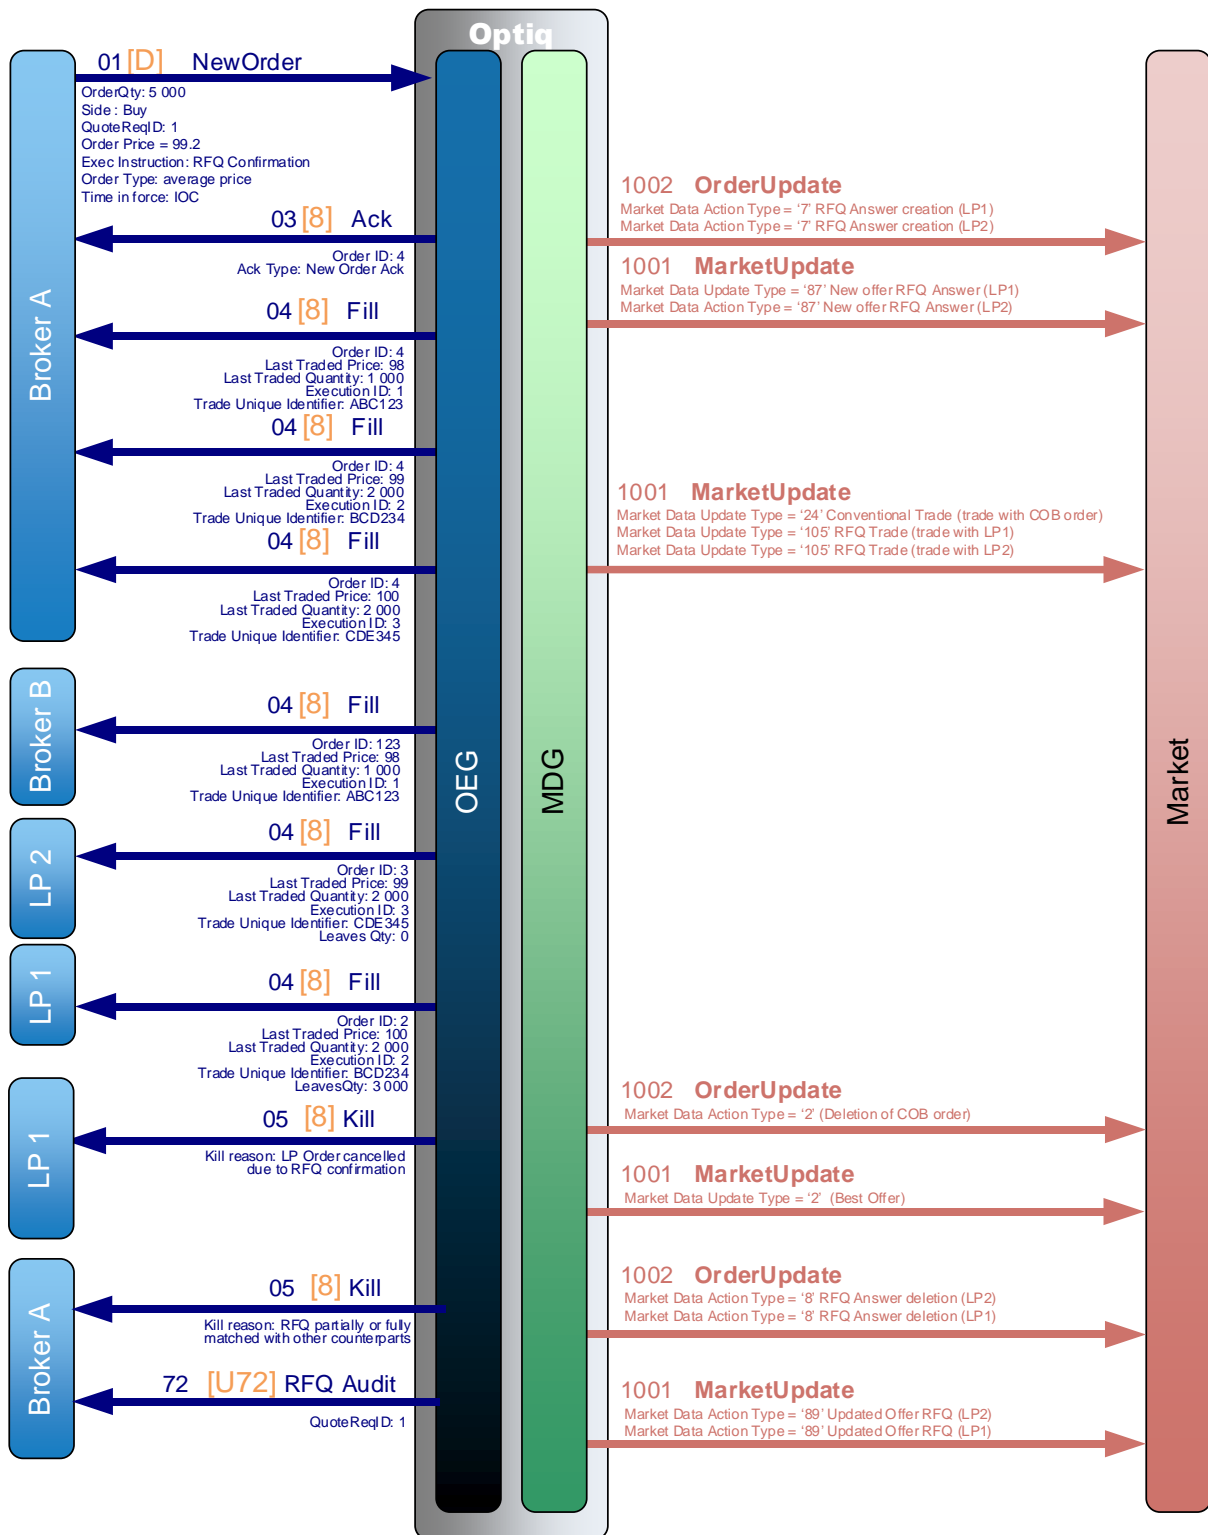 Optiq
01 [D] NewOrder
OrderQty: 5 000
Side : Buy
QuoteReqID: 1
Order Price = 99.2
Exec Instruction: RFQ Confirmation
Order Type: average price
Time in force: IOC
03 [8] Ack
Order ID: 4
Ack Type: New Order Ack
04 [8] Fill
Order ID: 4
Last Traded Price: 98
Last Traded Quantity: 1 000
Execution ID: 1
Trade Unique Identifier: ABC123
04 [8] Fill
Order ID: 4
Last Traded Price: 99
Last Traded Quantity: 2 000
Execution ID: 2
Trade Unique Identifier: BCD234
04 [8] Fill
Order ID: 4
Last Traded Price: 100
Last Traded Quantity: 2 000
Execution ID: 3
Trade Unique Identifier: CDE345
Broker A
04 [8] Fill
Order ID: 123
Last Traded Price: 98
Last Traded Quantity: 1 000
Execution ID: 1
Trade Unique Identifier: ABC123
Broker B
04 [8] Fill
Order ID: 3
Last Traded Price: 99
Last Traded Quantity: 2 000
Execution ID: 3
Trade Unique Identifier: CDE345
Leaves Qty: 0
LP 2
04 [8] Fill
Order ID: 2
Last Traded Price: 100
Last Traded Quantity: 2 000
Execution ID: 2
Trade Unique Identifier: BCD234
LeavesQty: 3 000
LP 1
05 [8] Kill
Kill reason: LP Order cancelled
due to RFQ confirmation
LP 1
05 [8] Kill
Kill reason: RFQ partially or fully
matched with other counterparts
72 [U72] RFQ Audit
QuoteReqID: 1
Broker A
OEG
MDG
1002 OrderUpdate
Market Data Action Type = ‘7’ RFQ Answer creation (LP1)
Market Data Action Type = ‘7’ RFQ Answer creation (LP2)
1001 MarketUpdate
Market Data Update Type = ‘87’ New offer RFQ Answer (LP1)
Market Data Action Type = ‘87’ New offer RFQ Answer (LP2)
1001 MarketUpdate
Market Data Update Type = ‘24’ Conventional Trade (trade with COB order)
Market Data Update Type = ‘105’ RFQ Trade (trade with LP1)
Market Data Update Type = ‘105’ RFQ Trade (trade with LP2)
1002 OrderUpdate
Market Data Action Type = ‘2’ (Deletion of COB order)
1001 MarketUpdate
Market Data Update Type = ‘2’ (Best Offer)
1002 OrderUpdate
Market Data Action Type = ‘8’ RFQ Answer deletion (LP2)
Market Data Action Type = ‘8’ RFQ Answer deletion (LP1)
1001 MarketUpdate
Market Data Action Type = ‘89’ Updated Offer RFQ (LP2)
Market Data Action Type = ‘89’ Updated Offer RFQ (LP1)
Market